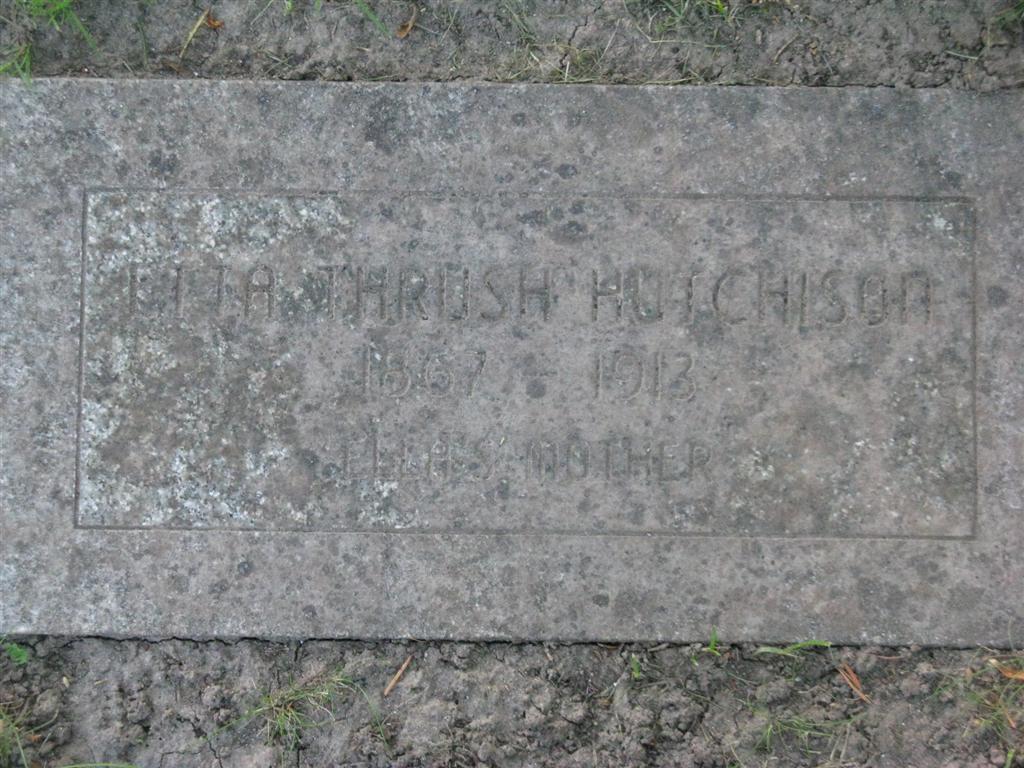 ETTA THRUSH HUTCHISON
1867 - 1913
ELLA'S MOTHER